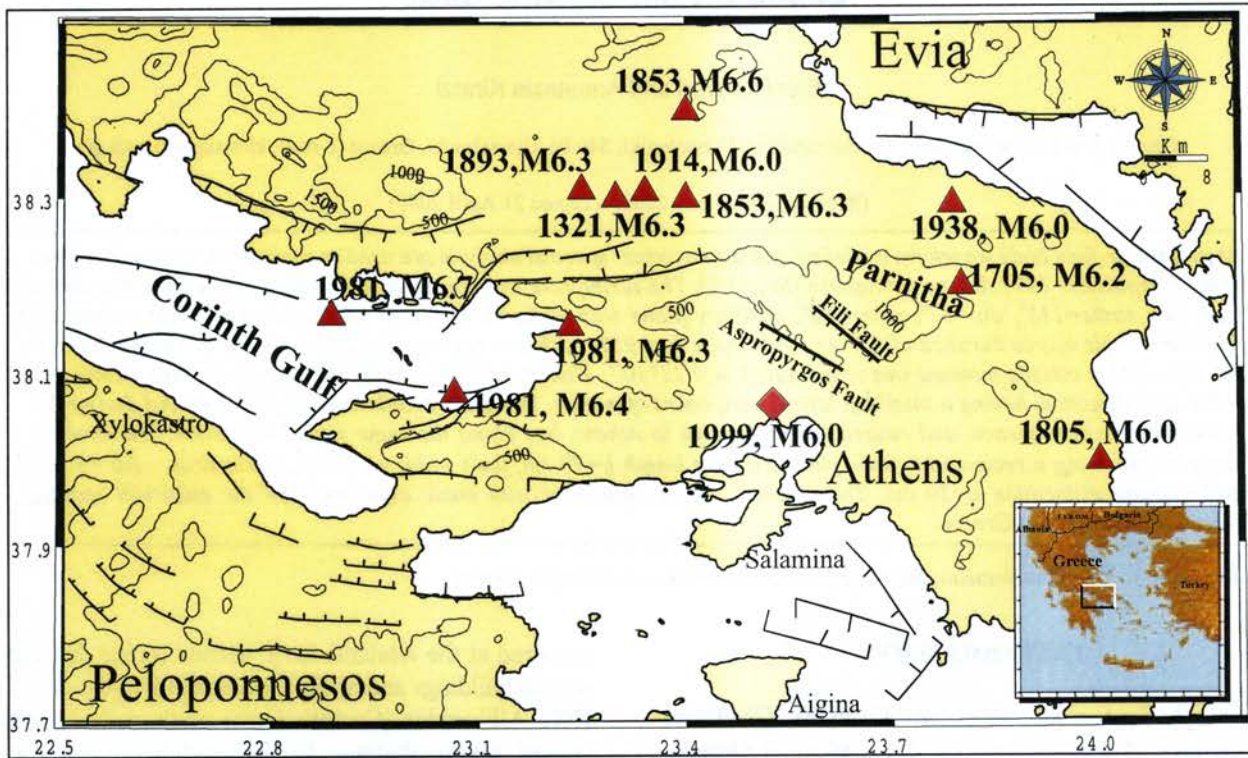 Evia
N
W E
S
Km
0 8
1853,M6.6
1893,M6.3
1914,M6.0
1000
1500
500
1321,M6.3
1853,M6.3
1938, M6.0
Parnitha
1705, M6.2
1000
Corinth Gulf
1981, M6.7
500
Fili Fault
Aspropyrgos Fault
1981, M6.3
1981, M6.4
Xylokastro
500
1999, M6.0
Athens
1805, M6.0
Salamina
Albania
Bulgaria
Greece
Turkey
Peloponnesos
Aigina
38.3
38.1
37.9
37.7
22.5 22.8 23.1 23.4 23.7 24.0